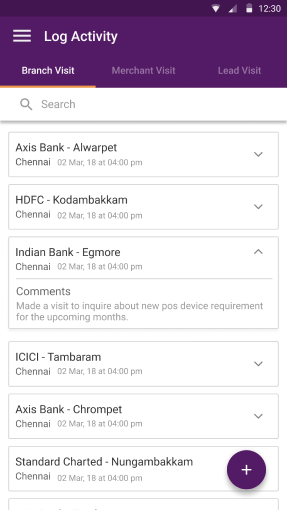 12:30
Log Activity
Branch Visit Merchant Visit Lead Visit
Search
Axis Bank - Alwarpet
Chennai 02 Mar, 18 at 04:00 pm
HDFC - Kodambakkam
Chennai 02 Mar, 18 at 04:00 pm
Indian Bank - Egmore
Chennai 02 Mar, 18 at 04:00 pm
Comments
Made a visit to inquire about new pos device requirement
for the upcoming months.
ICICI - Tambaram
Chennai 02 Mar, 18 at 04:00 pm
Axis Bank - Chrompet
Chennai 02 Mar, 18 at 04:00 pm
Standard Charted - Nungambakkam
Chennai 02 Mar, 18 at 04:00 pm
+